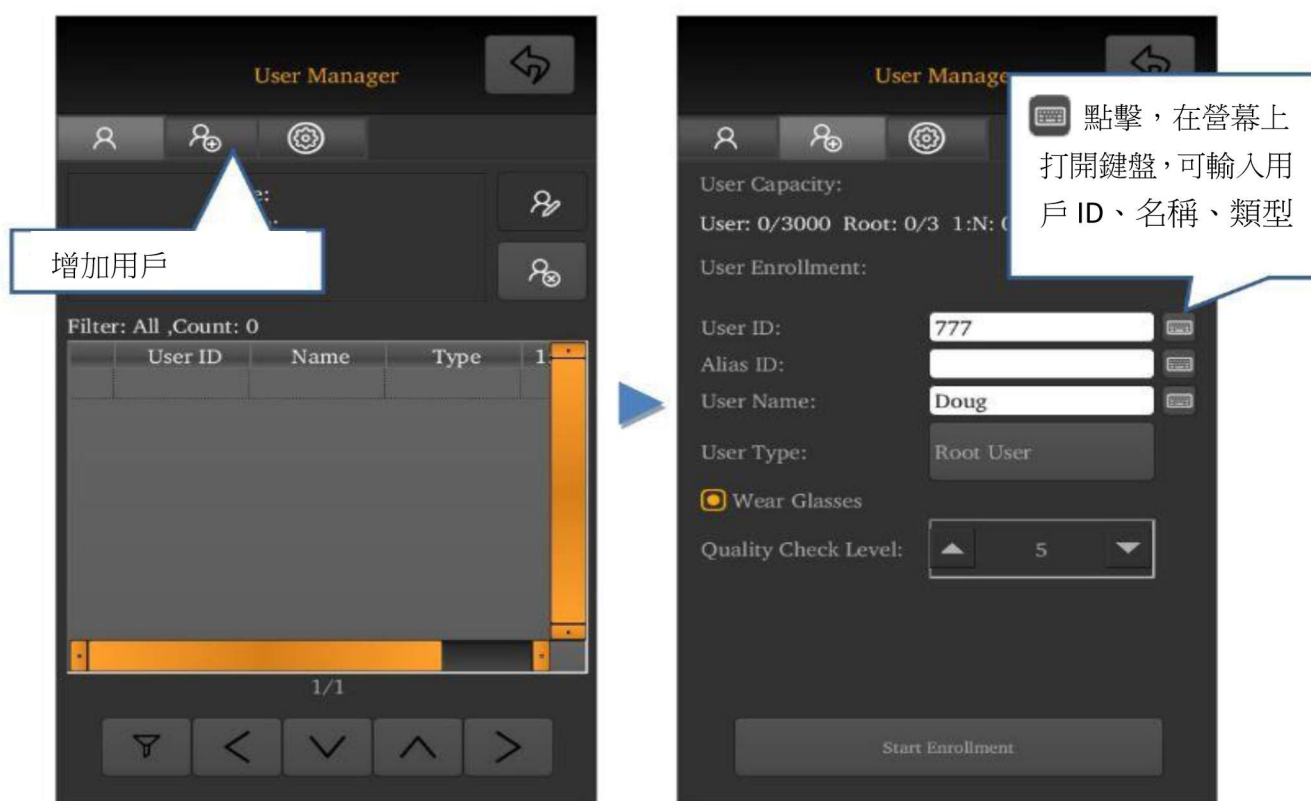 User Manager
增加用戶
Filter: All ,Count: 0
User ID Name Type
1/1
User Manage
點擊，在營幕上
打開鍵盤，可輸入用
戶 ID、名稱、類型
User Capacity:
User: 0/3000 Root: 0/3 1:N:
User Enrollment:
User ID: 777
Alias ID:
User Name: Doug
User Type: Root User
Wear Glasses
Quality Check Level: 5
Start Enrollment